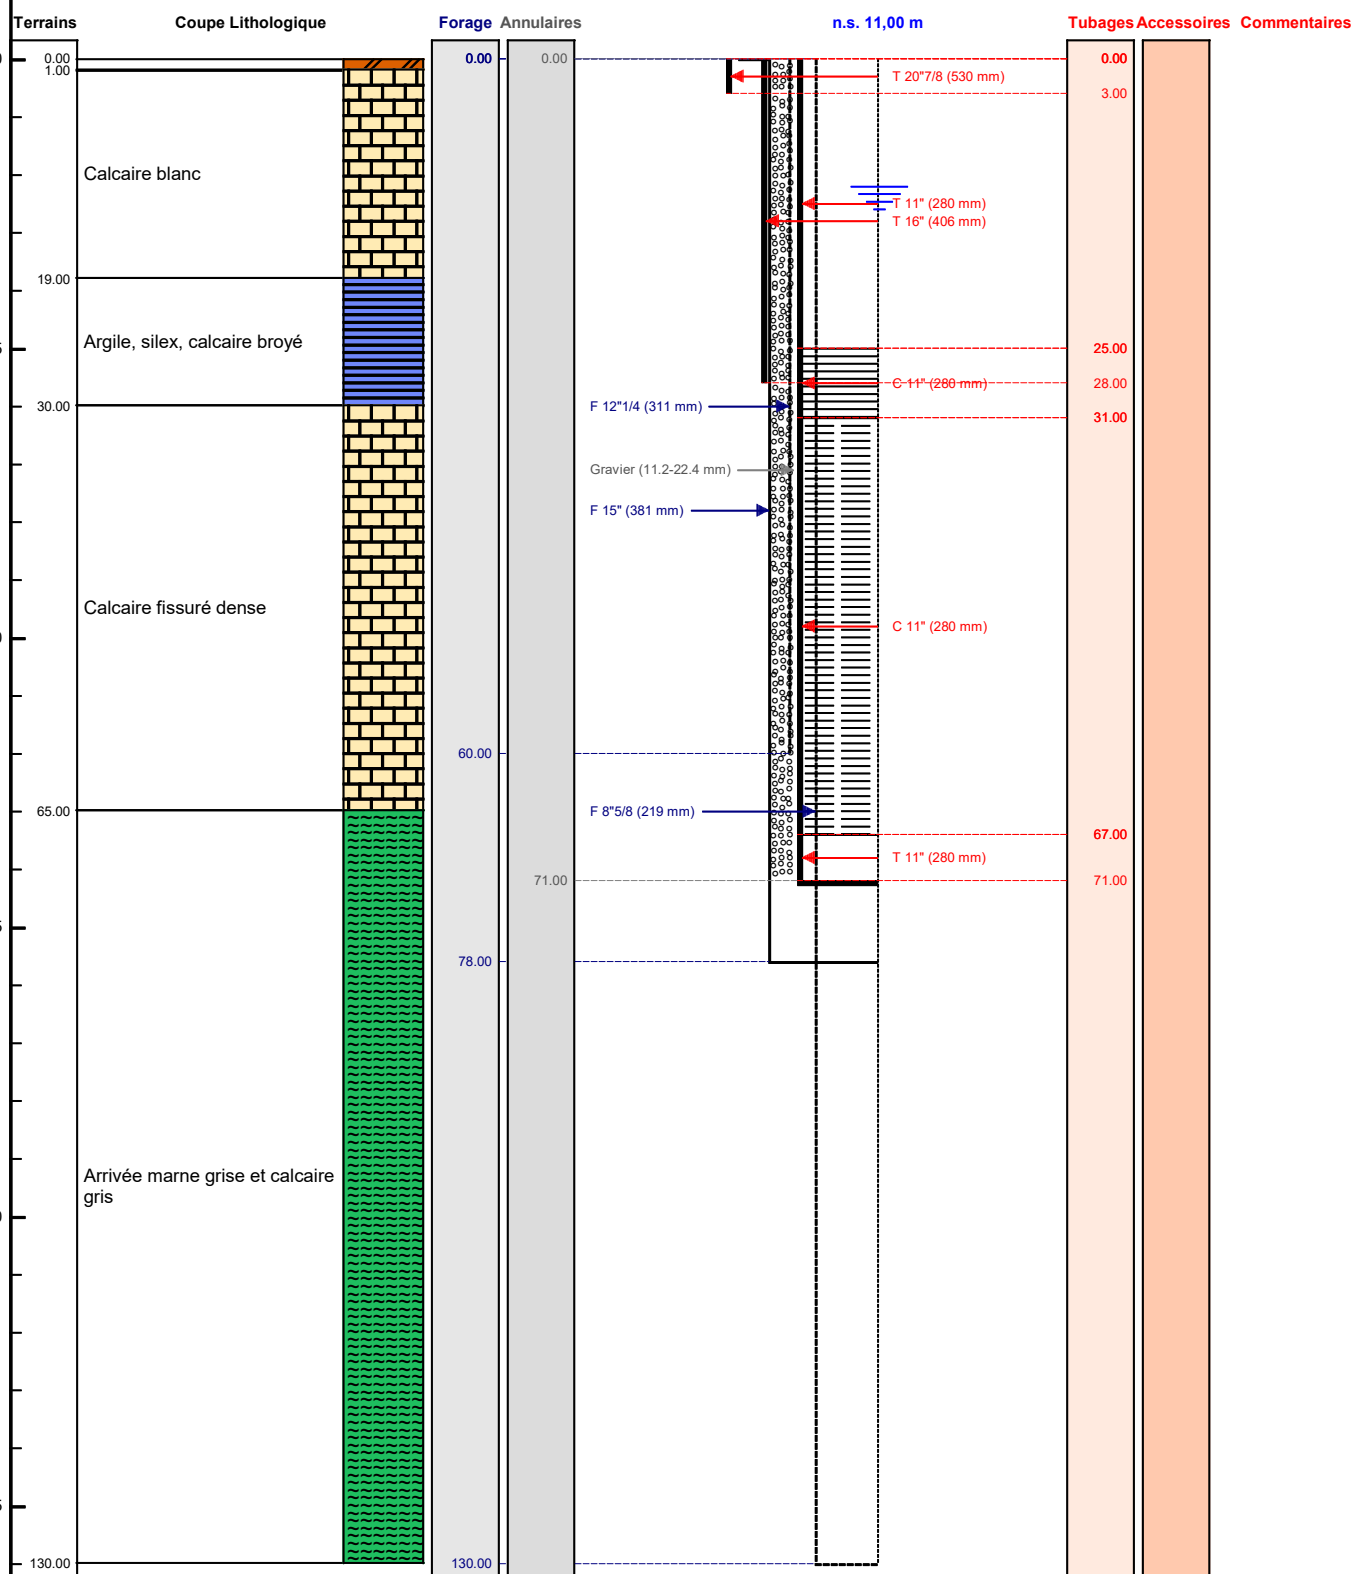 Terrains Coupe Lithologique Forage Annulaires n.s. 11,00 m Tubages Accessoires Commentaires
0.00 0.00 0.00 0.00
1.00
T 20"7/8 (530 mm)
3.00
Calcaire blanc
T 11" (280 mm)
T 16" (406 mm)
19.00
Argile, silex, calcaire broyé
25.00
C 11" (280 mm) 28.00
30.00
F 12"1/4 (311 mm)
31.00
Gravier (11.2-22.4 mm)
F 15" (381 mm)
Calcaire fissuré dense
C 11" (280 mm)
60.00
65.00
F 8"5/8 (219 mm)
67.00
T 11" (280 mm)
71.00 71.00
78.00
Arrivée marne grise et calcaire
gris
130.00 130.00